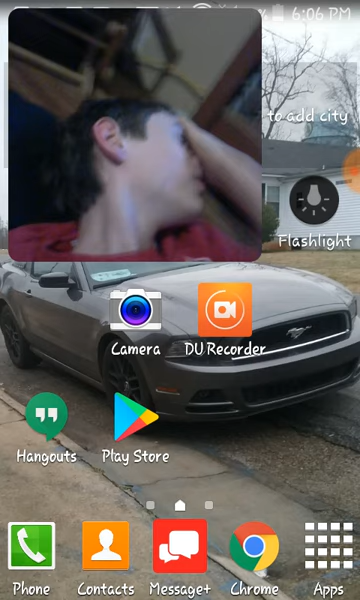 6:06 PM
to add city
Flashlight
Camera
DU Recorder
Hangouts
Play Store
Phone
Contacts
Message+
Chrome
Apps